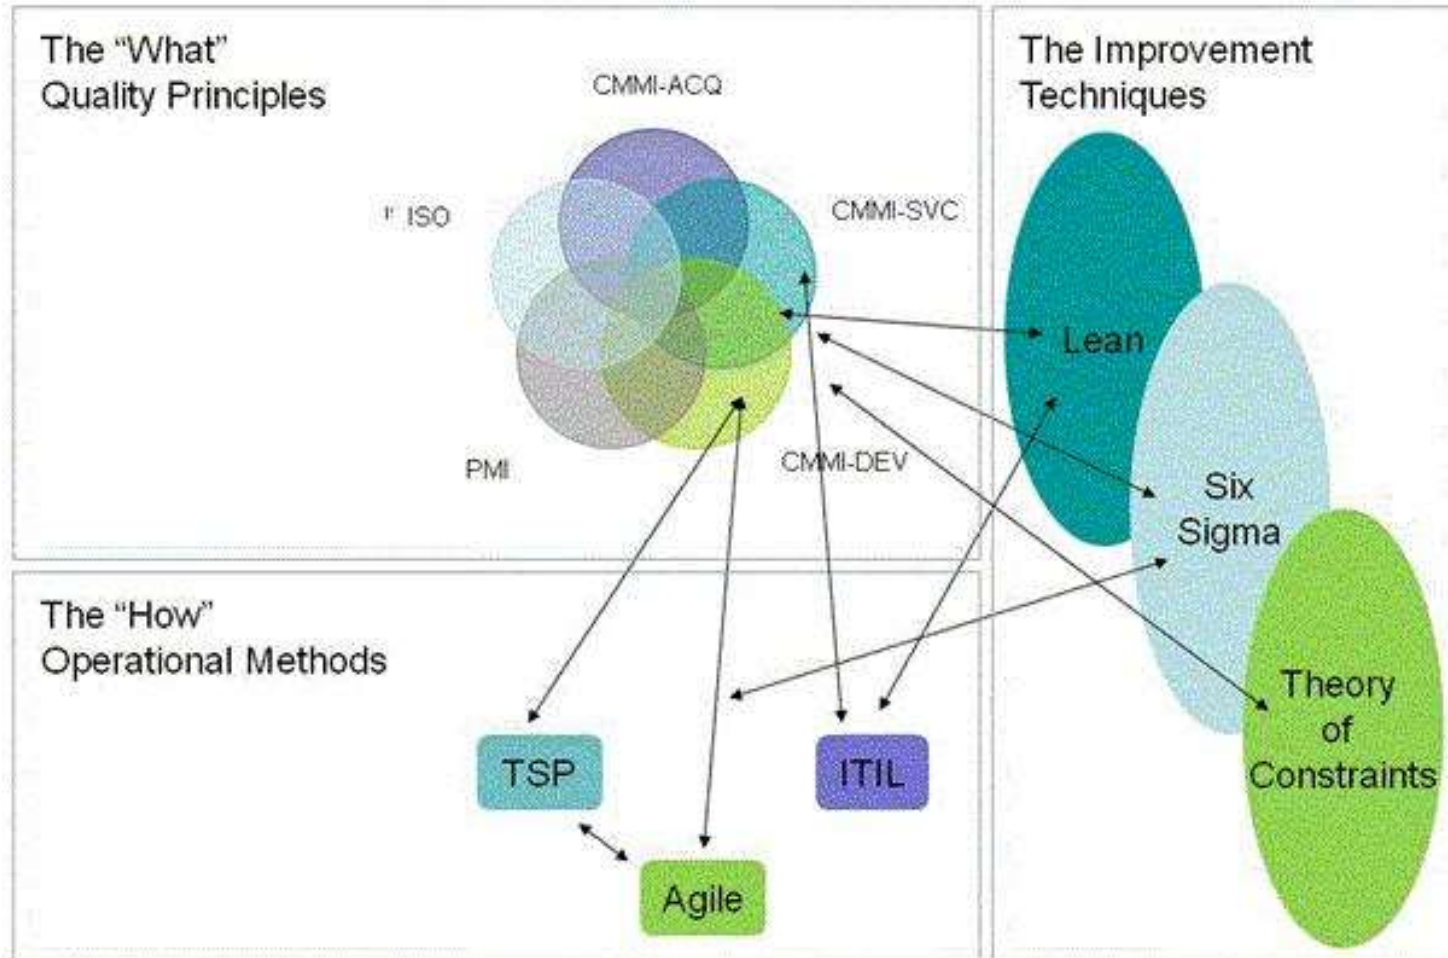 The “What”
Quality Principles
CMMI-ACQ
ISO
CMMI-SVC
PMI
CMMI-DEV
The Improvement
Techniques
Lean
Six
Sigma
Theory
of
Constraints
The “How”
Operational Methods
TSP
ITIL
Agile